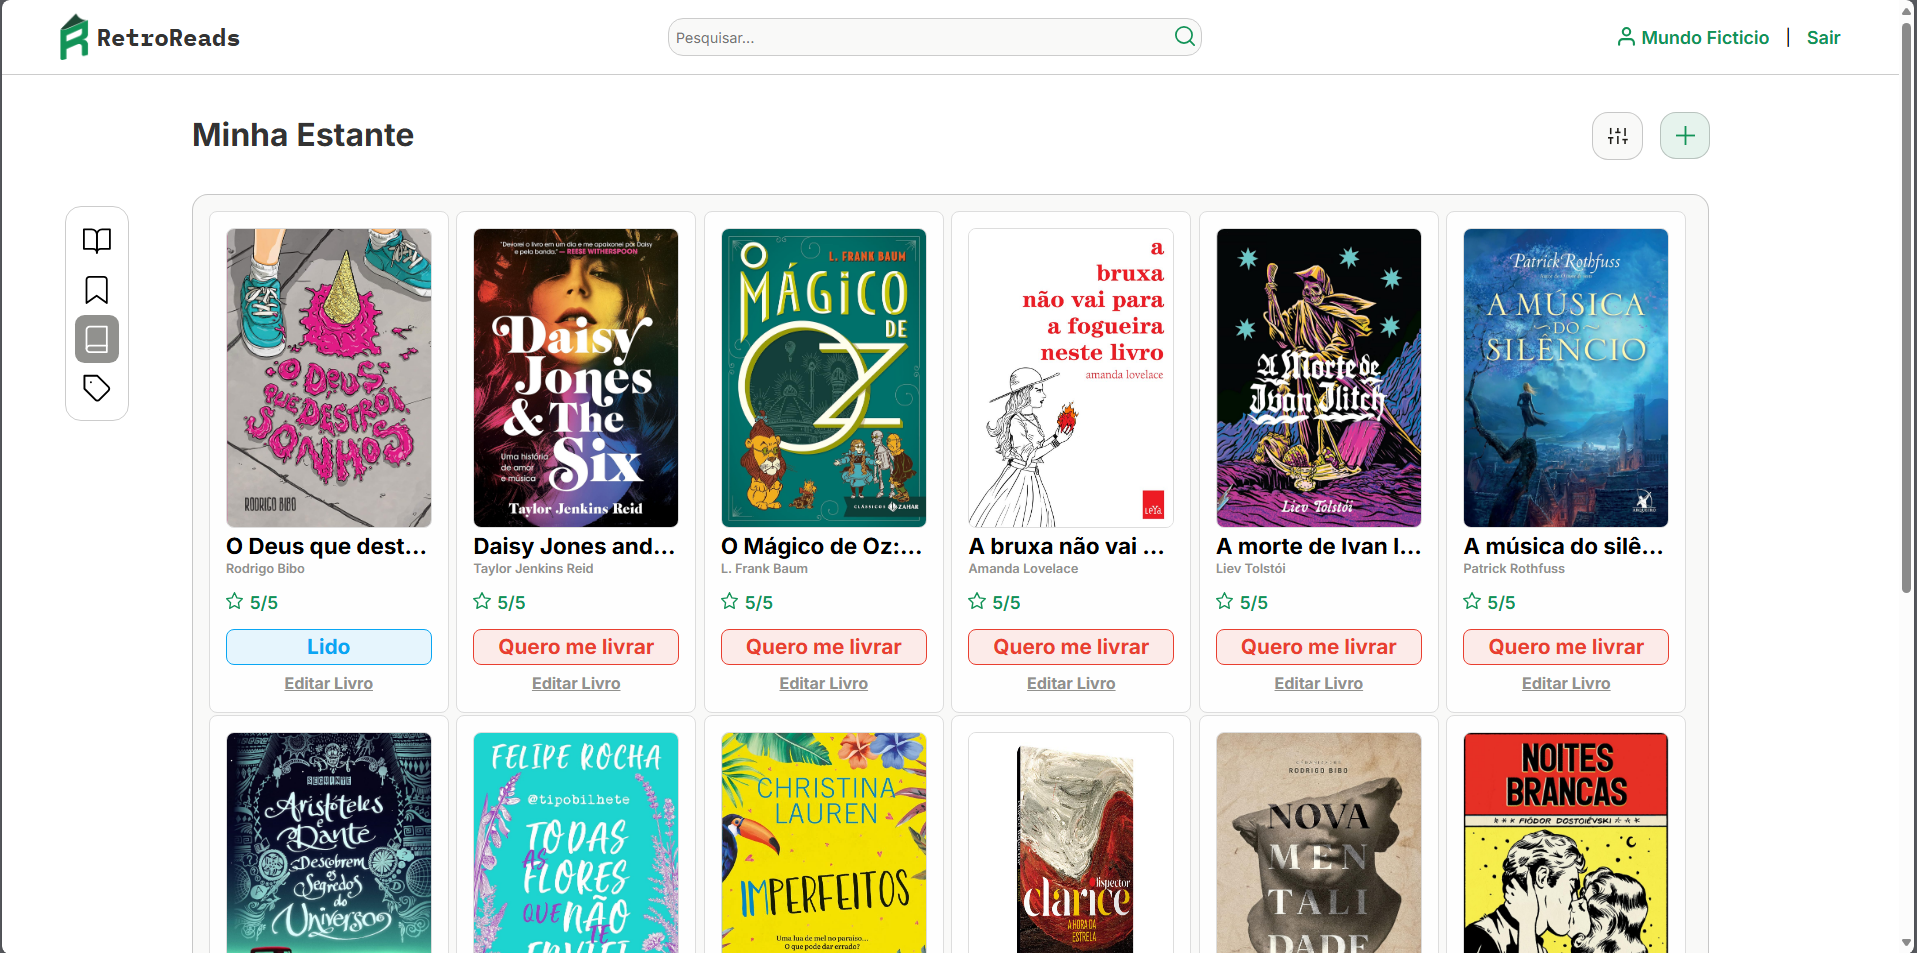 RetroReads
Pesquisar...
Mundo Ficticio | Sair
Minha Estante
O DEUS
QUE DESTRÓI
SONHOS
RODRIGO BIBO
O Deus que dest...
Rodrigo Bibo
5/5
Lido
Editar Livro
"Devorei o livro em um dia e me apaixonei por Daisy
e pela banda." — REESE WITHERSPOON
Daisy
Jones
& The
Six
Uma história
de amor
e música
Taylor Jenkins Reid
Daisy Jones and...
Taylor Jenkins Reid
5/5
Quero me livrar
Editar Livro
L. FRANK BAUM
O
MÁGICO
DE
OZ
CLÁSSICOS ZAHAR
O Mágico de Oz:...
L. Frank Baum
5/5
Quero me livrar
Editar Livro
a
bruxa
não vai para
a fogueira
neste livro
amanda lovelace
LeYa
A bruxa não vai ...
Amanda Lovelace
5/5
Quero me livrar
Editar Livro
A Morte de
Ivan Ilitch
Liev Tolstói
A morte de Ivan I...
Liev Tolstói
5/5
Quero me livrar
Editar Livro
Patrick Rothfuss
A MÚSICA
DO
SILÊNCIO
ARQUEIRO
A música do silê...
Patrick Rothfuss
5/5
Quero me livrar
Editar Livro
SEGUINTE
Aristóteles
e
Dante
Descobrem
os
Segredos
do
Universo
FELIPE ROCHA
@tipobilhete
TODAS
AS
FLORES
QUE NÃO
TE
ENVIEI
CHRISTINA
LAUREN
IMPERFEITOS
Uma lua de mel no paraíso...
O que pode dar errado?
lispector
clarice
A HORA DA
ESTRELA
RODRIGO BIBO
NOVA
MEN
TALI
DADE
NOITES
BRANCAS
FIÓDOR DOSTOIÉVSKI